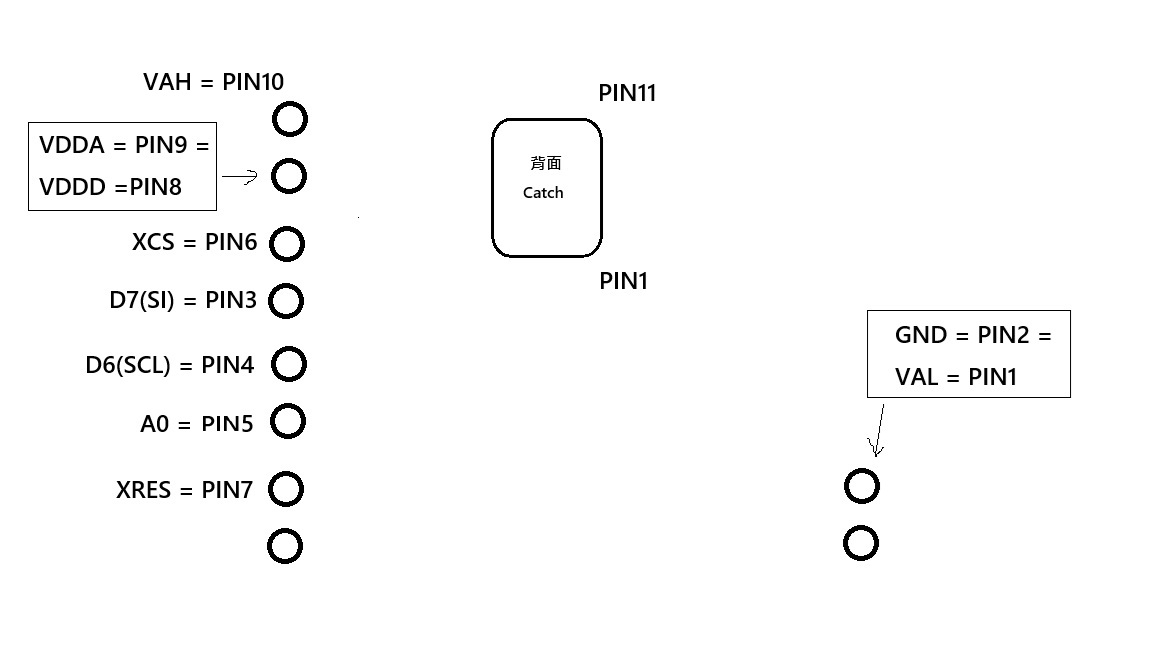 VAH = PIN10
VDDA = PIN9 =
VDDD =PIN8
XCS = PIN6
D7(SI) = PIN3
D6(SCL) = PIN4
A0 = PIN5
XRES = PIN7
PIN11
背面
Catch
PIN1
GND = PIN2 =
VAL = PIN1